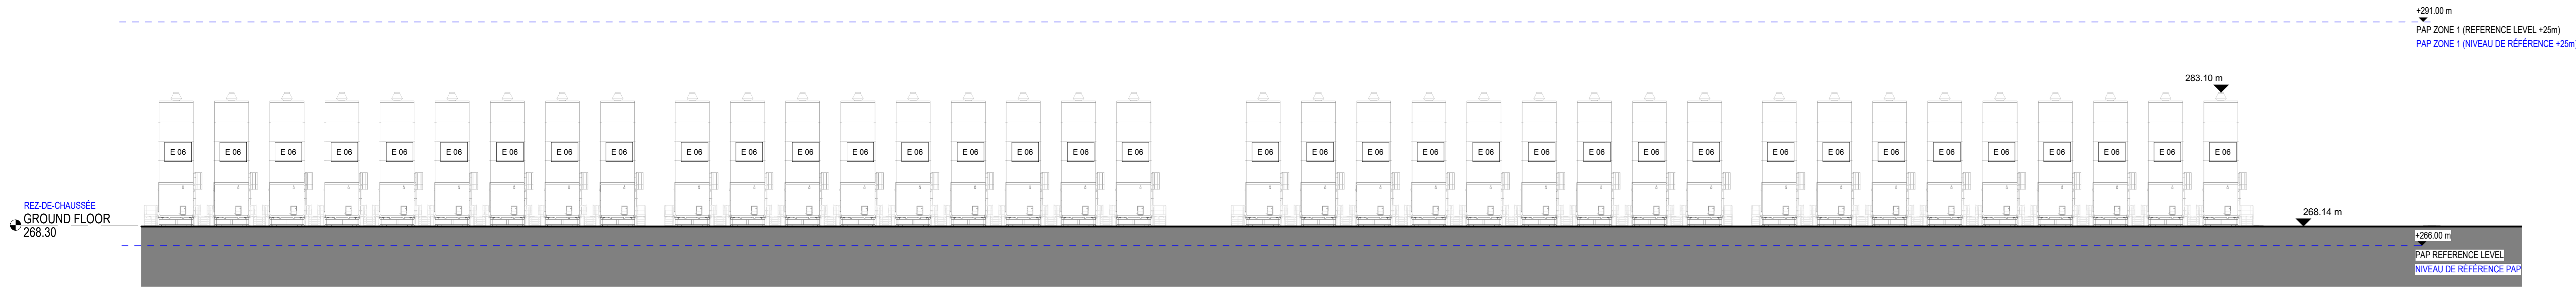 +291.00 m
PAP ZONE 1 (REFERENCE LEVEL +25m)
PAP ZONE 1 (NIVEAU DE RÉFÉRENCE +25m)
283.10 m
E 06 E 06 E 06 E 06 E 06 E 06 E 06 E 06 E 06 E 06 E 06 E 06 E 06 E 06 E 06 E 06 E 06 E 06 E 06 E 06 E 06 E 06 E 06 E 06 E 06 E 06 E 06 E 06 E 06 E 06 E 06 E 06 E 06 E 06 E 06 E 06
REZ-DE-CHAUSSÉE
GROUND FLOOR
268.30
268.14 m
+266.00 m
PAP REFERENCE LEVEL
NIVEAU DE RÉFÉRENCE PAP